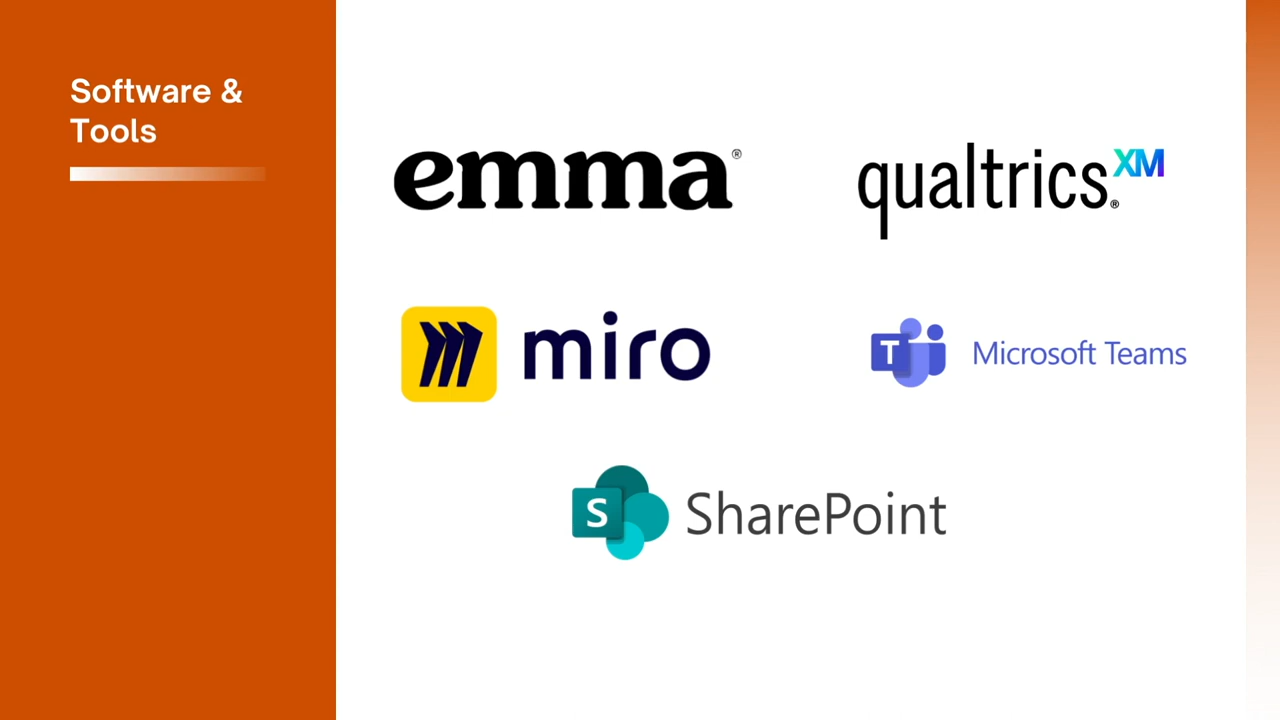 Software &
Tools
emma®
qualtrics.® XM
miro
T Microsoft Teams
S SharePoint